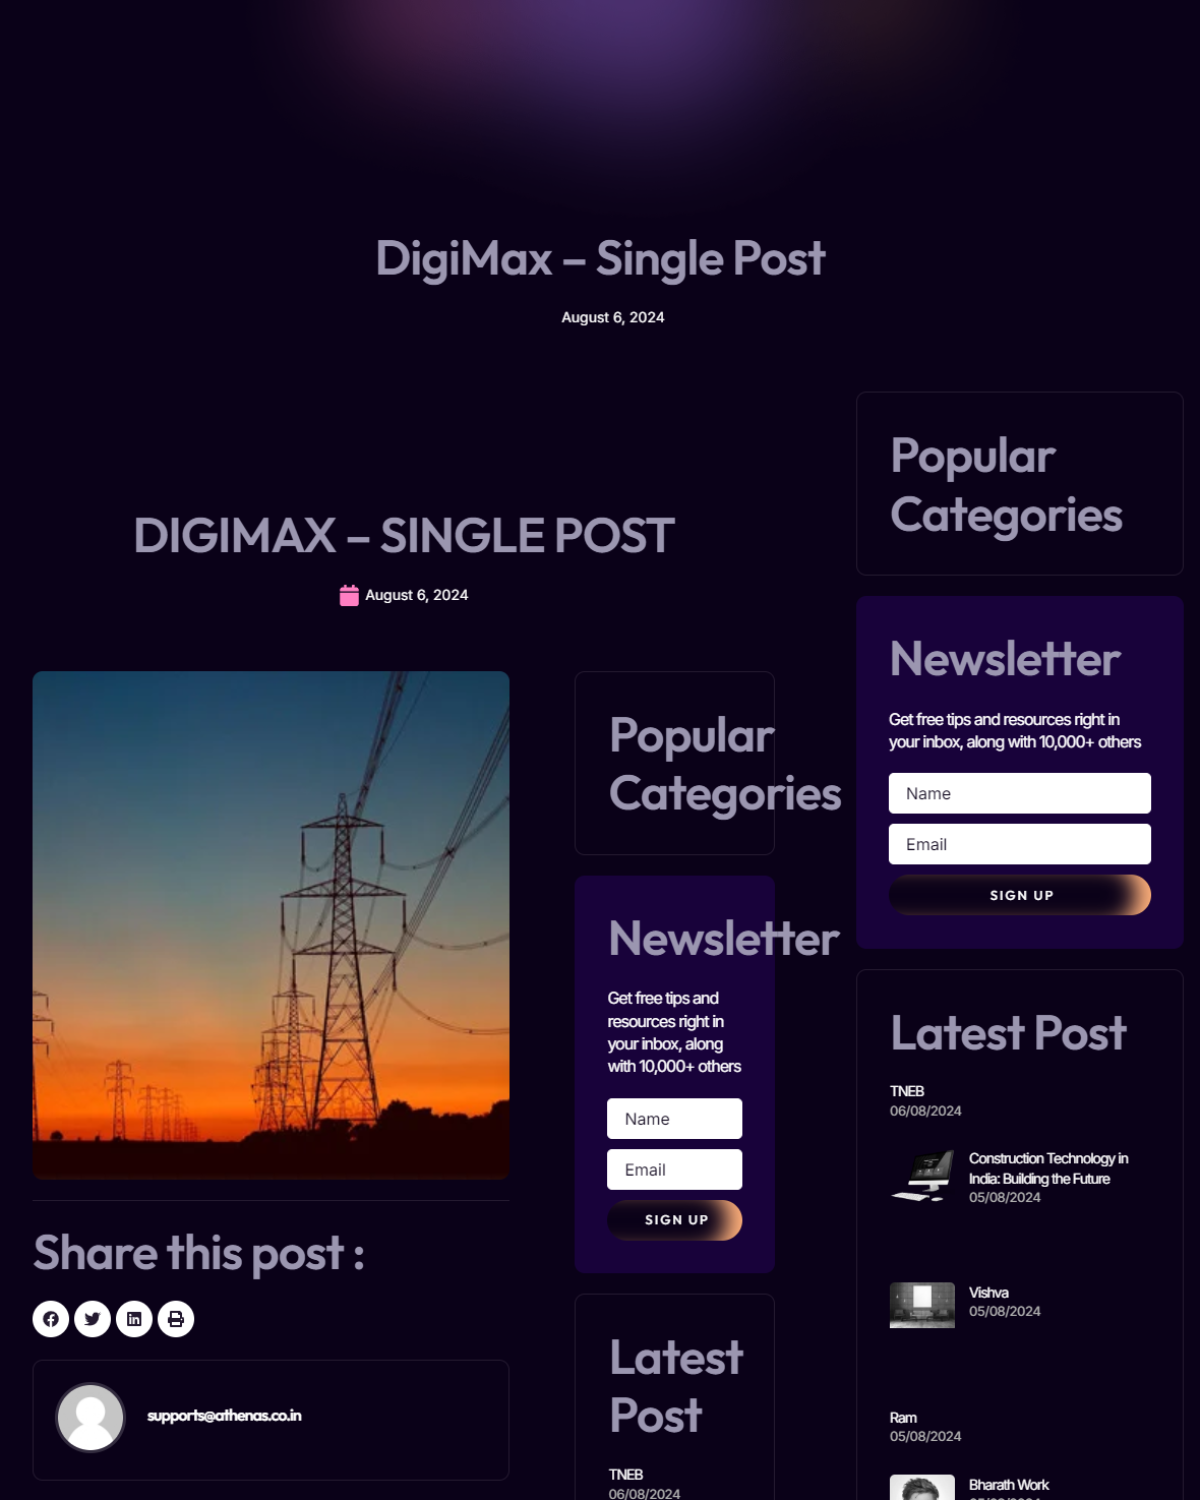 DigiMax – Single Post
August 6, 2024
DIGIMAX – SINGLE POST
August 6, 2024
Share this post :
supports@athenas.co.in
Popular
Categories
Newsletter
Get free tips and
resources right in
your inbox, along
with 10,000+ others
Name
Email
SIGN UP
Latest
Post
TNEB
06/08/2024
Popular
Categories
Newsletter
Get free tips and resources right in
your inbox, along with 10,000+ others
Name
Email
SIGN UP
Latest Post
TNEB
06/08/2024
Construction Technology in
India: Building the Future
05/08/2024
Vishva
05/08/2024
Ram
05/08/2024
Bharath Work